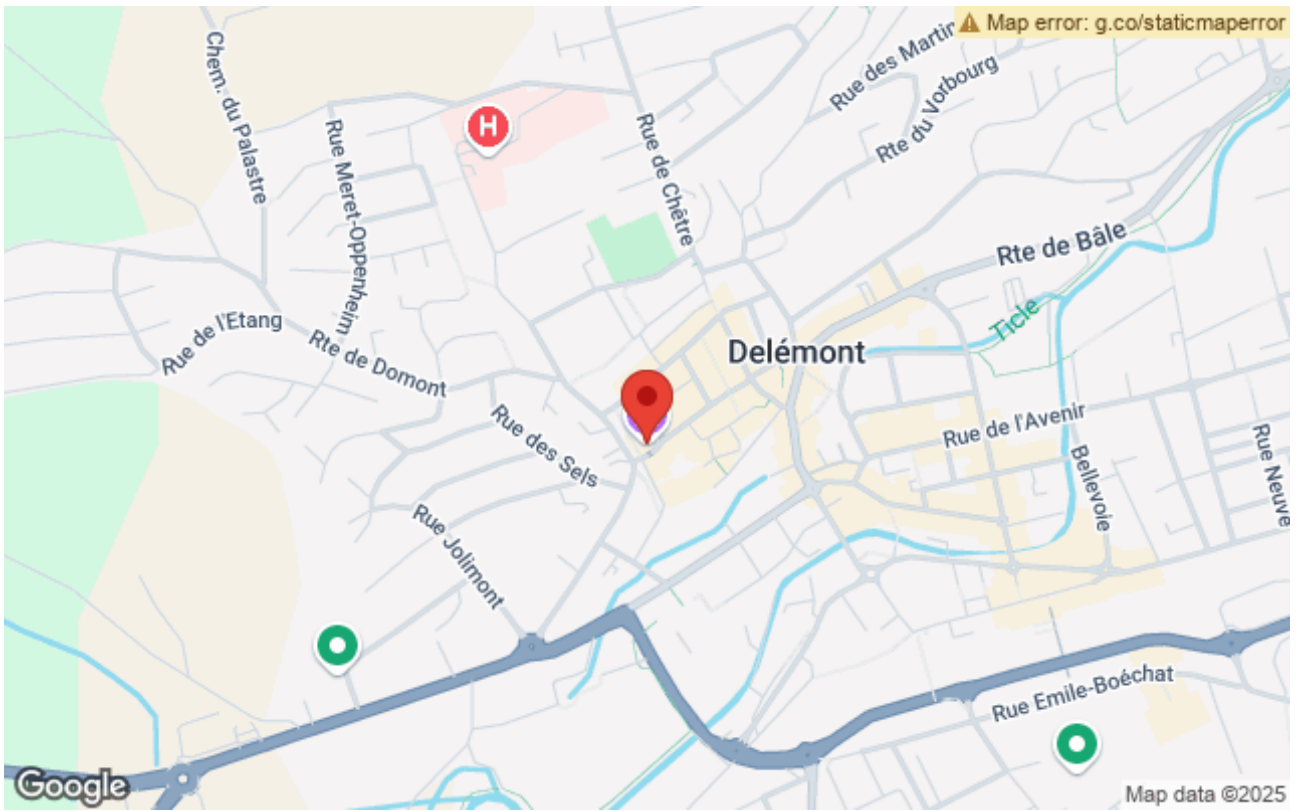 Map error: g.co/staticmaperror
Chem. du Palastre
Rue Meret-Oppenheim
H
Rue de Chêtre
Rue des Martin
Rte du Vorbourg
Rte de Bâle
Ticle
Rue de l'Etang
Rte de Domont
Delémont
Rue des Sels
Rue de l'Avenir
Bellevoie
Rue Neuve
Rue Jolimont
Rue Emile-Boéchat
Google
Map data ©2025